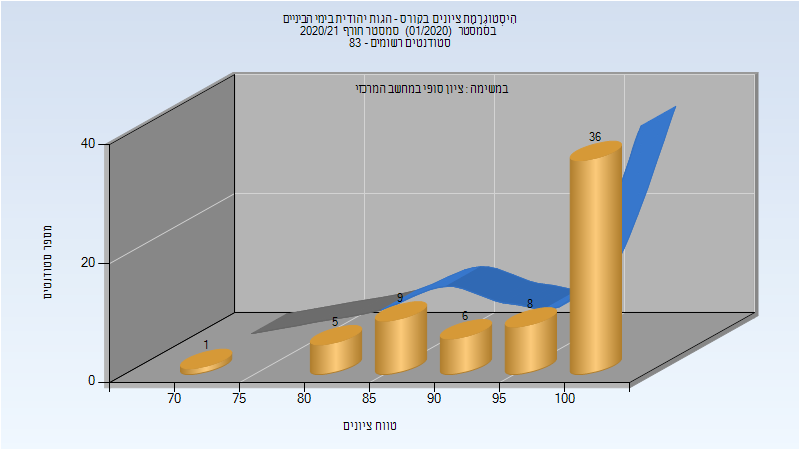 היסטוגרמת ציונים בקורס - הגות יהודית בימי הביניים
בסמסטר (01/2020) סמסטר חורף 2020/21
סטודנטים רשומים - 83
במשימה : ציון סופי במחשב המרכזי
מספר סטודנטים
40
20
0
1
5
9
6
8
36
70 75 80 85 90 95 100
טווח ציונים